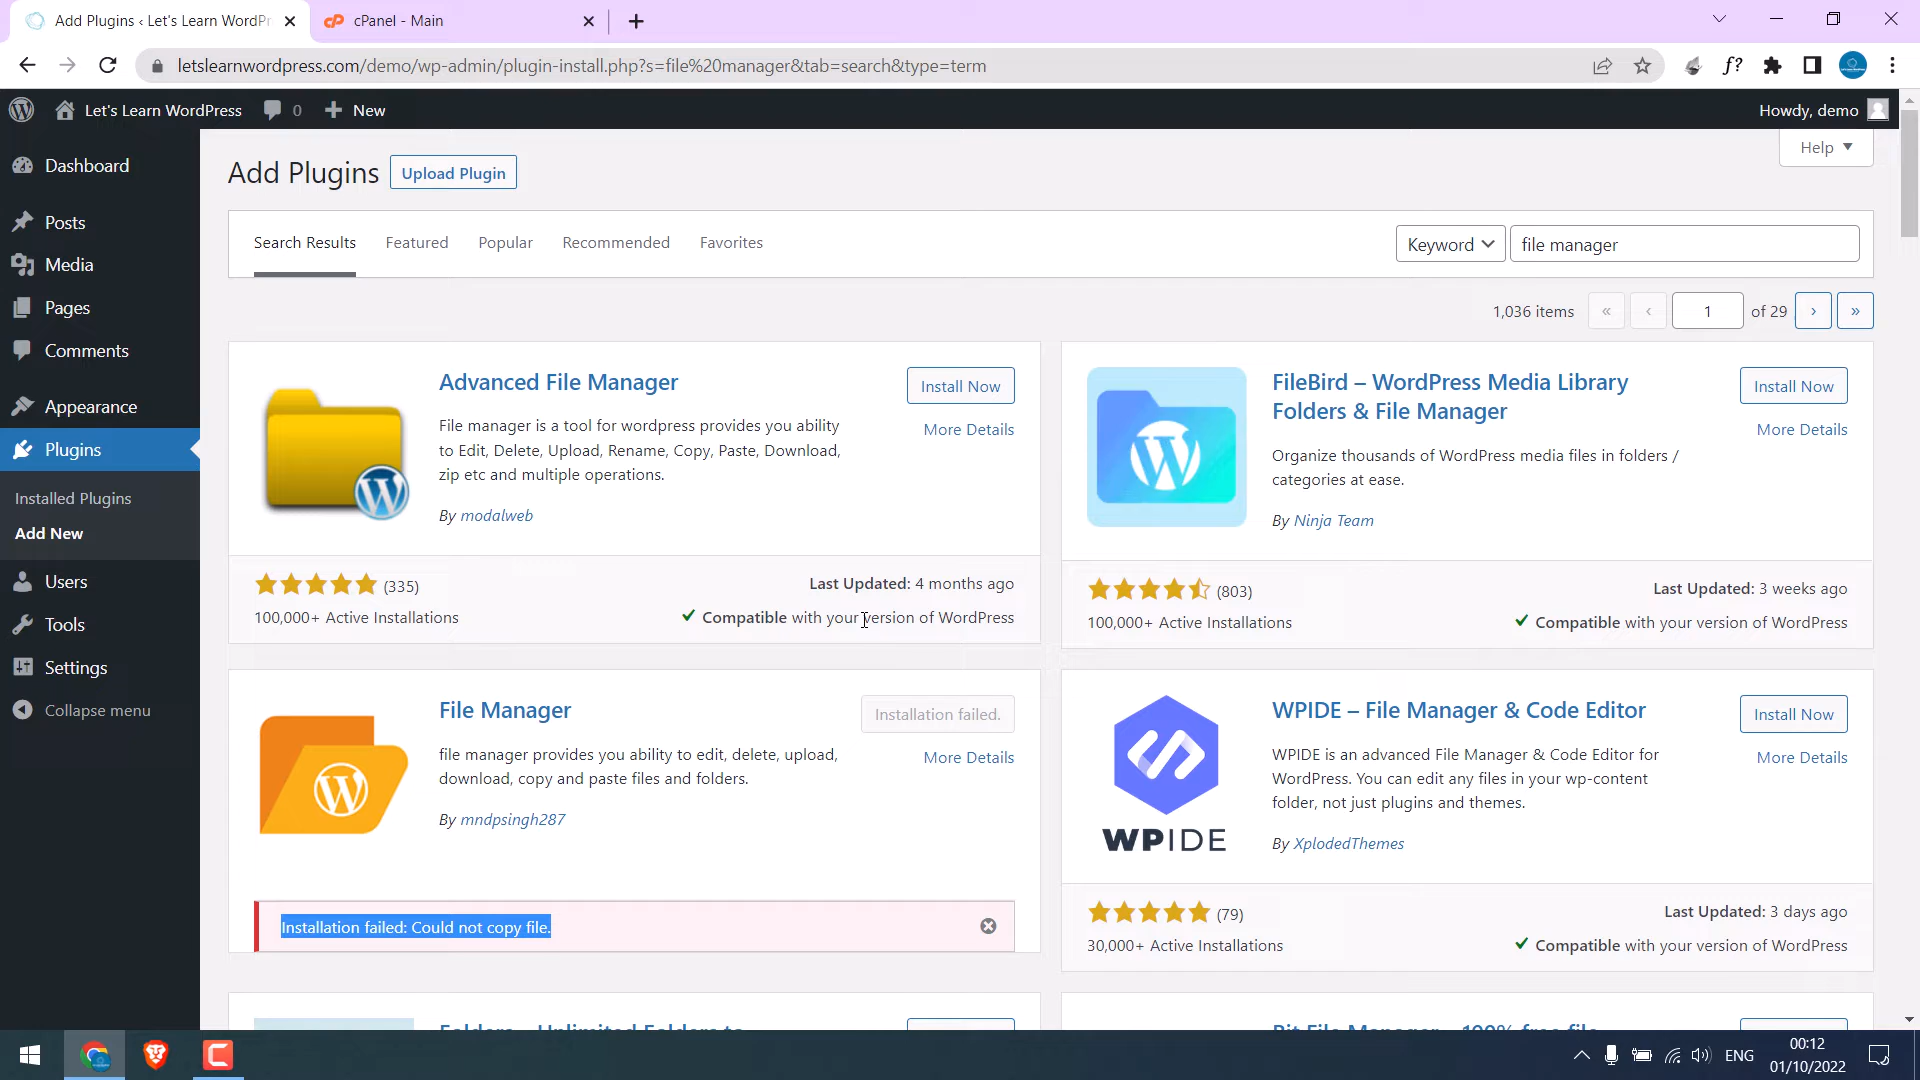 Add Plugins ‹ Let's Learn WordPr
cPanel - Main
letslearnwordpress.com/demo/wp-admin/plugin-install.php?s=file%20manager&tab=search&type=term
f?
Let's Learn WordPress
0
New
Howdy, demo
Dashboard
Posts
Media
Pages
Comments
Appearance
Plugins
Installed Plugins
Add New
Users
Tools
Settings
Collapse menu
Add Plugins
Upload Plugin
Help
Search Results
Featured
Popular
Recommended
Favorites
Keyword
file manager
1,036 items
«
‹
1
of 29
›
»
Advanced File Manager
Install Now
More Details
File manager is a tool for wordpress provides you ability
to Edit, Delete, Upload, Rename, Copy, Paste, Download,
zip etc and multiple operations.
By modalweb
(335)
100,000+ Active Installations
Last Updated: 4 months ago
Compatible with your version of WordPress
FileBird – WordPress Media Library
Folders & File Manager
Install Now
More Details
Organize thousands of WordPress media files in folders /
categories at ease.
By Ninja Team
(803)
100,000+ Active Installations
Last Updated: 3 weeks ago
Compatible with your version of WordPress
File Manager
Installation failed.
More Details
file manager provides you ability to edit, delete, upload,
download, copy and paste files and folders.
By mndpsingh287
Installation failed: Could not copy file.
WPIDE
WPIDE – File Manager & Code Editor
Install Now
More Details
WPIDE is an advanced File Manager & Code Editor for
WordPress. You can edit any files in your wp-content
folder, not just plugins and themes.
By XplodedThemes
(79)
30,000+ Active Installations
Last Updated: 3 days ago
Compatible with your version of WordPress
Folders – Unlimited Folders to
Bit File Manager – 100% free file
ENG
00:12
01/10/2022